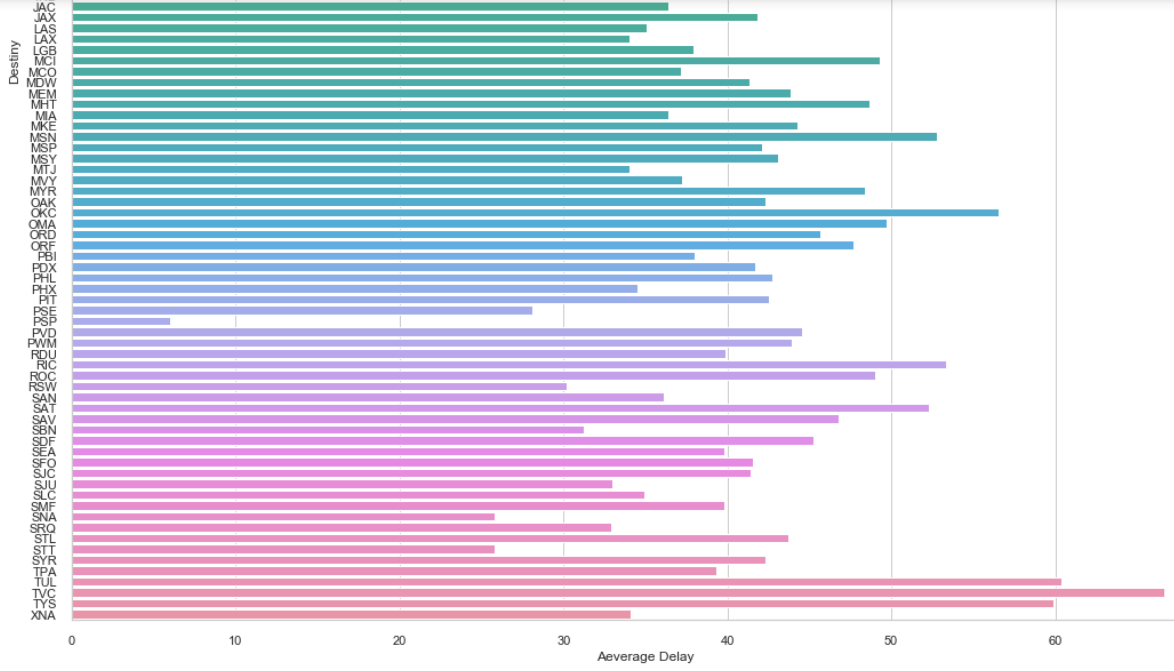 JAC
JAX
LAS
LAX
LGB
MCI
MCO
MDW
MEM
MHT
MIA
MKE
MSN
MSP
MSY
MTJ
MVY
MYR
OAK
OKC
OMA
ORD
ORF
PBI
PDX
PHL
PHX
PIT
PSE
PSP
PVD
PWM
RDU
RIC
ROC
RSW
SAN
SAT
SAV
SBN
SDF
SEA
SFO
SJC
SJU
SLC
SMF
SNA
SRQ
STL
STT
SYR
TPA
TUL
TVC
TYS
XNA
Destiny
0 10 20 30 40 50 60
Aeverage Delay